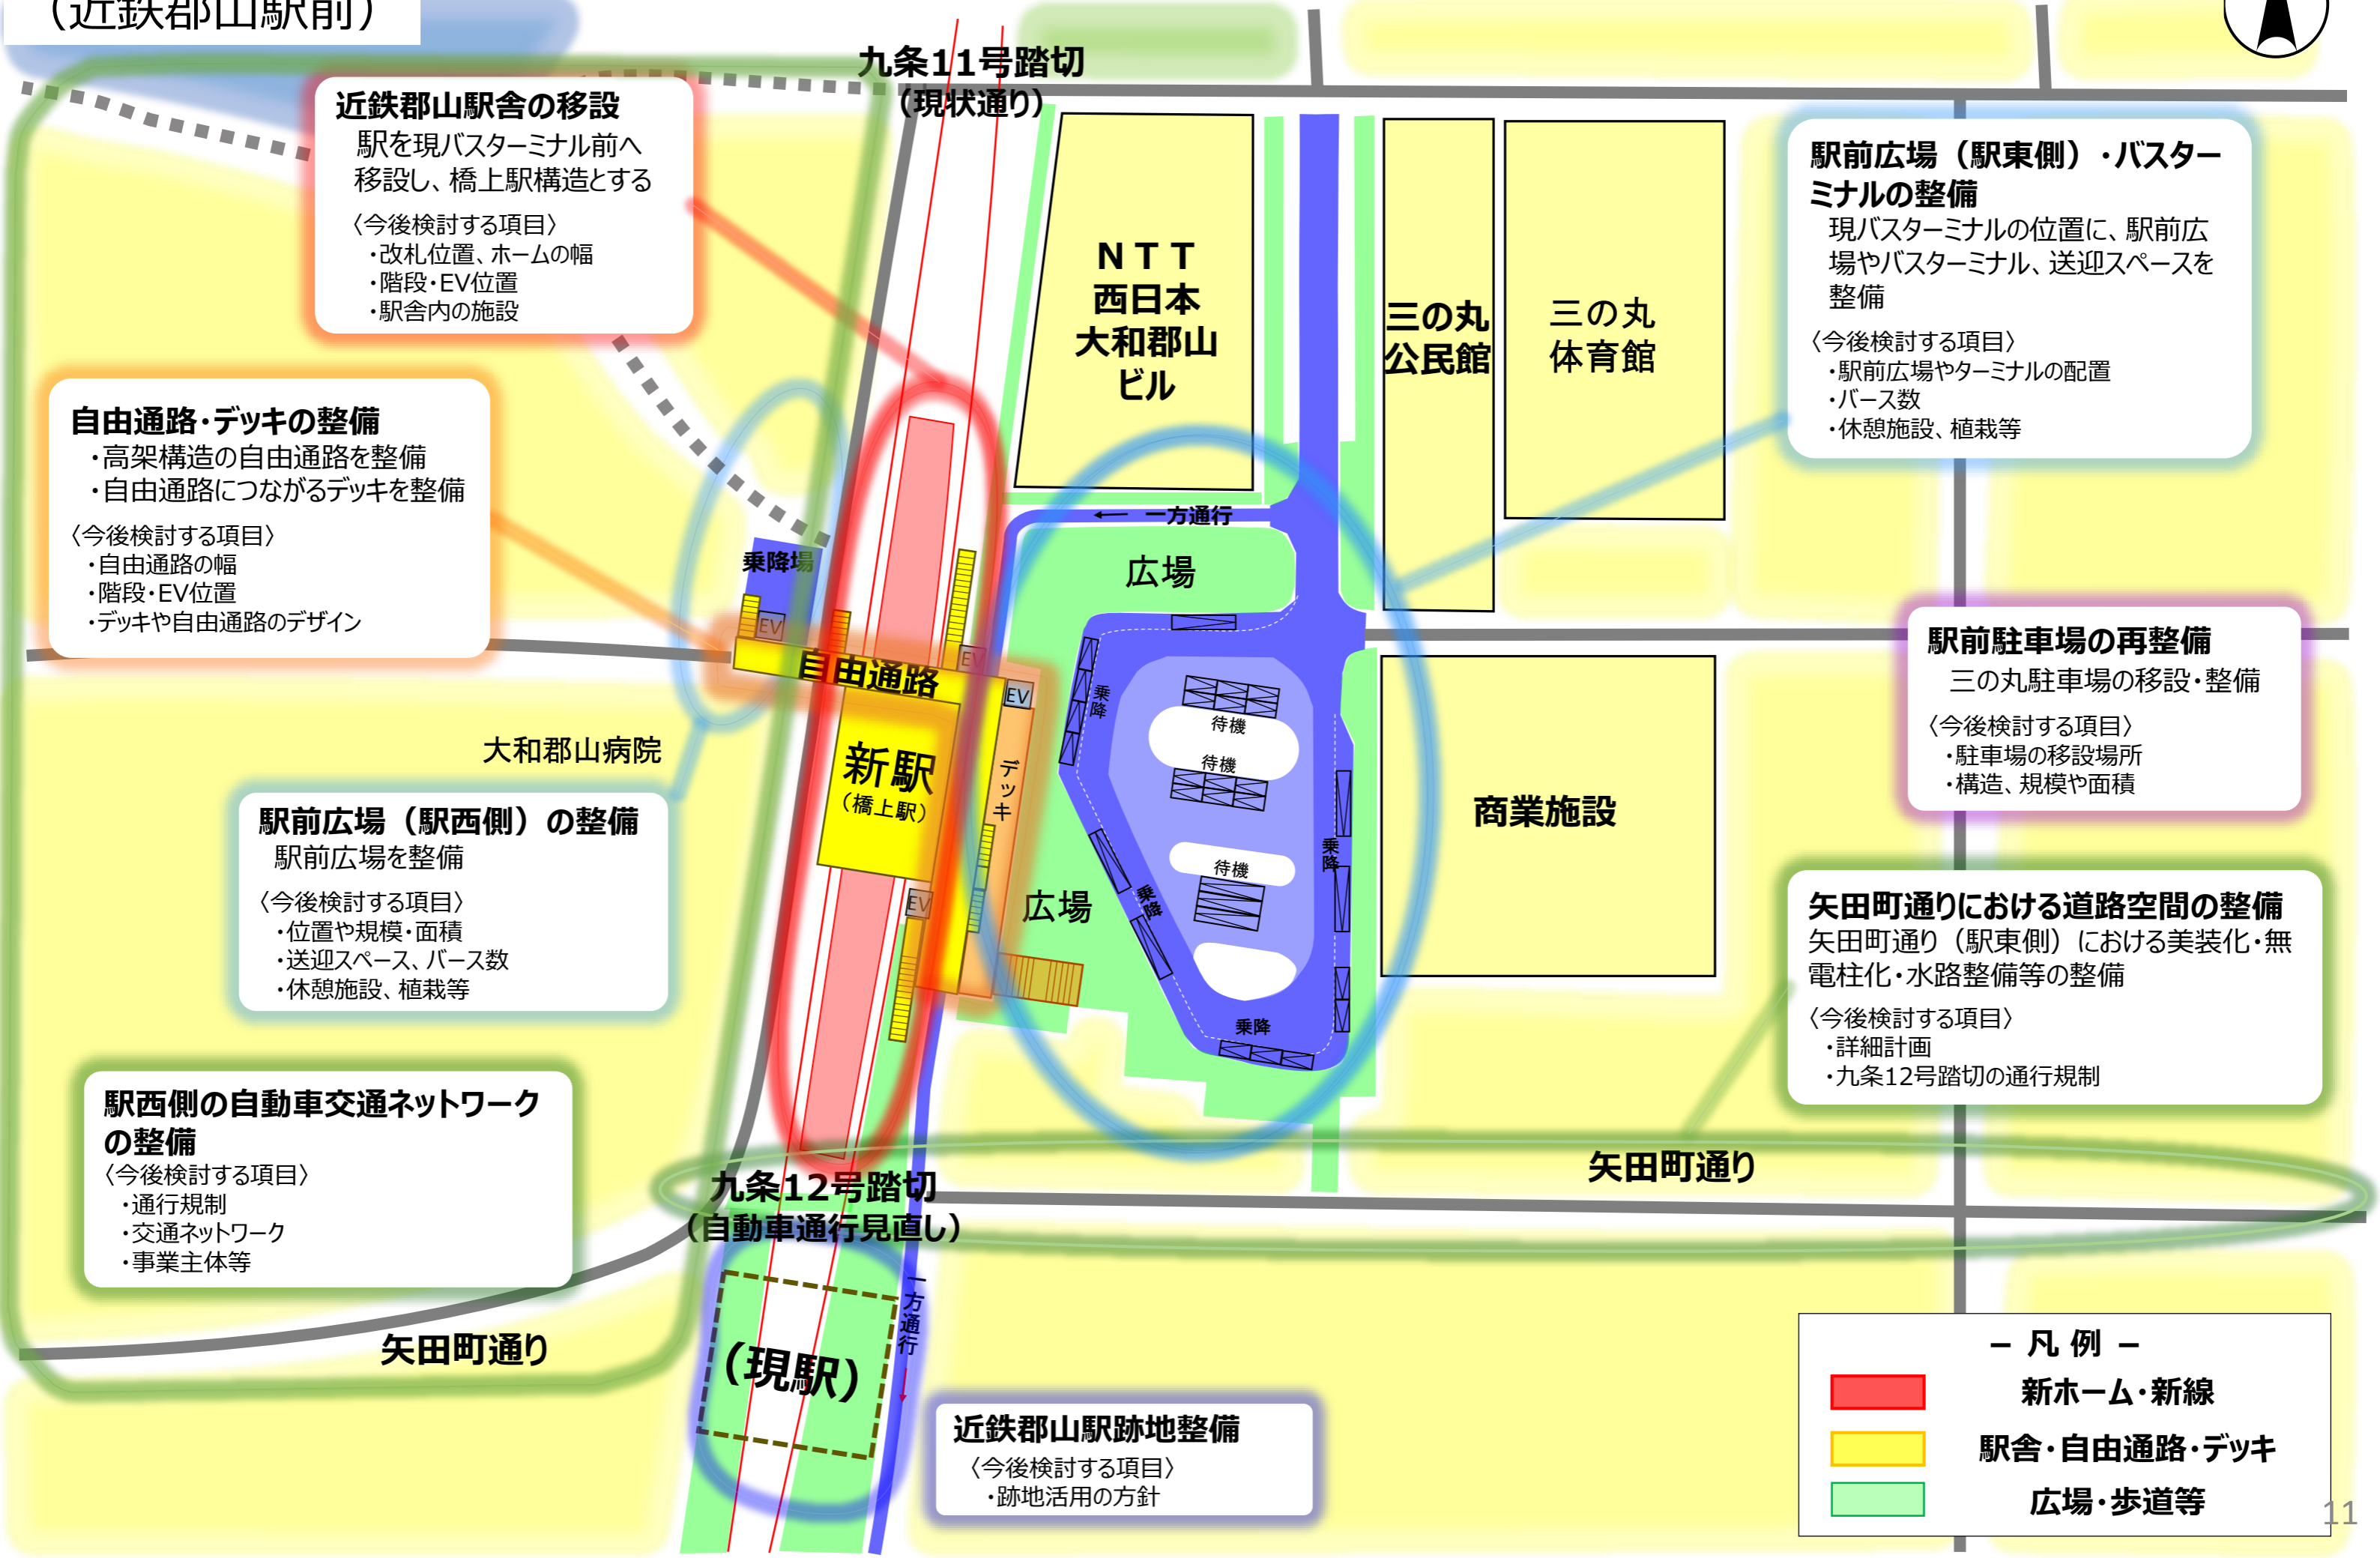 （近鉄郡山駅前）
九条11号踏切
（現状通り）
近鉄郡山駅舎の移設
駅を現バスターミナル前へ
移設し、橋上駅構造とする
〈今後検討する項目〉
・改札位置、ホームの幅
・階段・EV位置
・駅舎内の施設
自由通路・デッキの整備
・高架構造の自由通路を整備
・自由通路につながるデッキを整備
〈今後検討する項目〉
・自由通路の幅
・階段・EV位置
・デッキや自由通路のデザイン
ＮＴＴ
西日本
大和郡山
ビル
三の丸
公民館
三の丸
体育館
駅前広場（駅東側）・バスター
ミナルの整備
現バスターミナルの位置に、駅前広
場やバスターミナル、送迎スペースを
整備
〈今後検討する項目〉
・駅前広場やターミナルの配置
・バース数
・休憩施設、植栽等
← 一方通行
広場
乗降場
EV
自由通路
EV
EV
新駅
（橋上駅）
デッキ
EV
広場
乗降
待機
待機
待機
乗降
乗降
乗降
商業施設
駅前駐車場の再整備
三の丸駐車場の移設・整備
〈今後検討する項目〉
・駐車場の移設場所
・構造、規模や面積
大和郡山病院
駅前広場（駅西側）の整備
駅前広場を整備
〈今後検討する項目〉
・位置や規模・面積
・送迎スペース、バース数
・休憩施設、植栽等
矢田町通りにおける道路空間の整備
矢田町通り（駅東側）における美装化・無
電柱化・水路整備等の整備
〈今後検討する項目〉
・詳細計画
・九条12号踏切の通行規制
駅西側の自動車交通ネットワーク
の整備
〈今後検討する項目〉
・通行規制
・交通ネットワーク
・事業主体等
九条12号踏切
（自動車通行見直し）
矢田町通り
矢田町通り
一方通行
（現駅）
近鉄郡山駅跡地整備
〈今後検討する項目〉
・跡地活用の方針
－ 凡 例 －
新ホーム・新線
駅舎・自由通路・デッキ
広場・歩道等
11